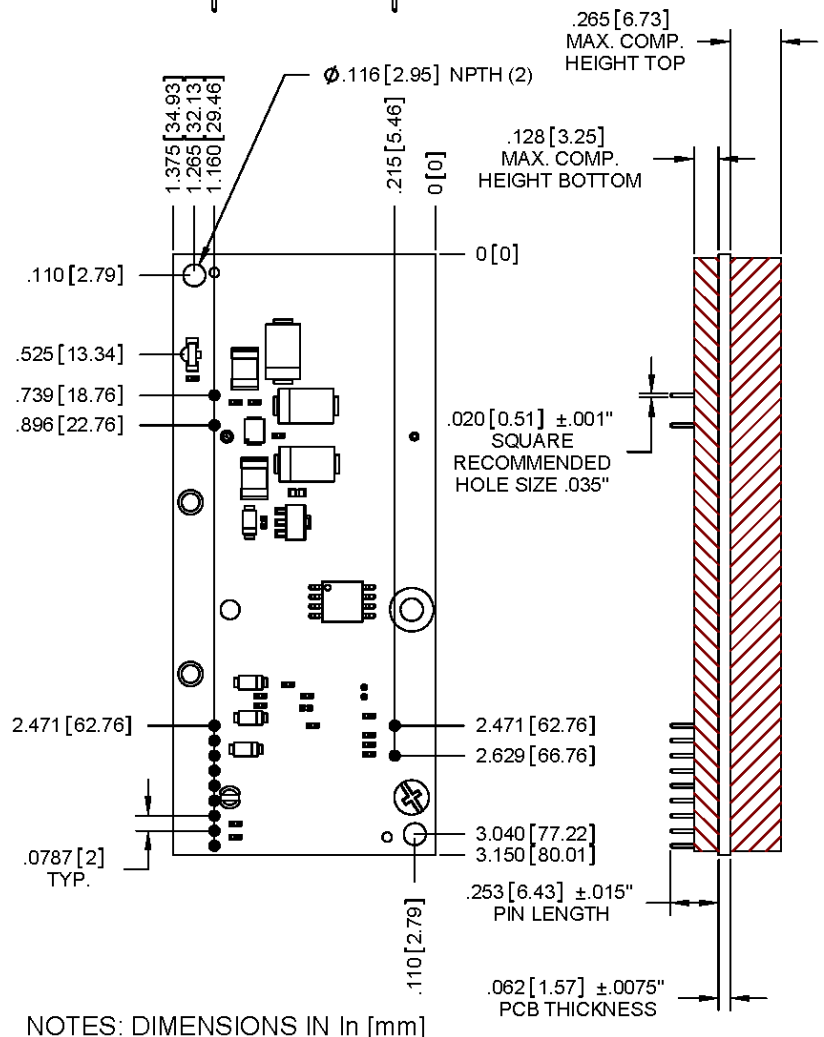 .265 [6.73]
MAX. COMP.
HEIGHT TOP
Ø.116 [2.95] NPTH (2)
1.375 [34.93]
1.265 [32.13]
1.160 [29.46]
.215 [5.46]
0 [0]
.128 [3.25]
MAX. COMP.
HEIGHT BOTTOM
0 [0]
.110 [2.79]
.525 [13.34]
.739 [18.76]
.896 [22.76]
.020 [0.51] ±.001"
SQUARE
RECOMMENDED
HOLE SIZE .035"
2.471 [62.76]
2.471 [62.76]
2.629 [66.76]
3.040 [77.22]
3.150 [80.01]
.0787 [2]
TYP.
.110 [2.79]
.253 [6.43] ±.015"
PIN LENGTH
.062 [1.57] ±.0075"
PCB THICKNESS
NOTES: DIMENSIONS IN In [mm]